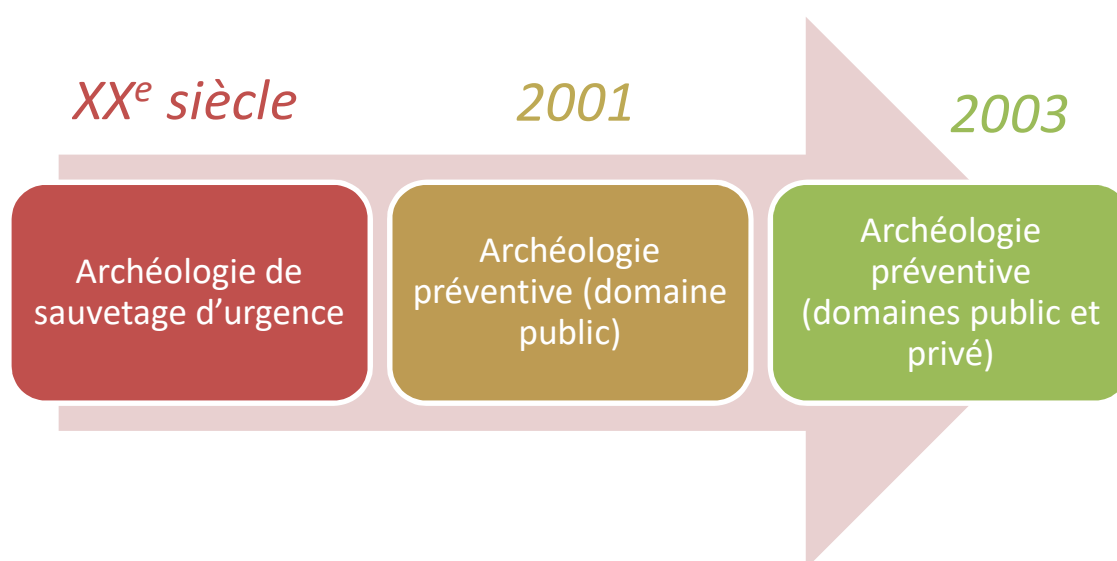 XXe siècle
2001
2003
Archéologie de
sauvetage d’urgence
Archéologie
préventive (domaine
public)
Archéologie
préventive
(domaines public et
privé)